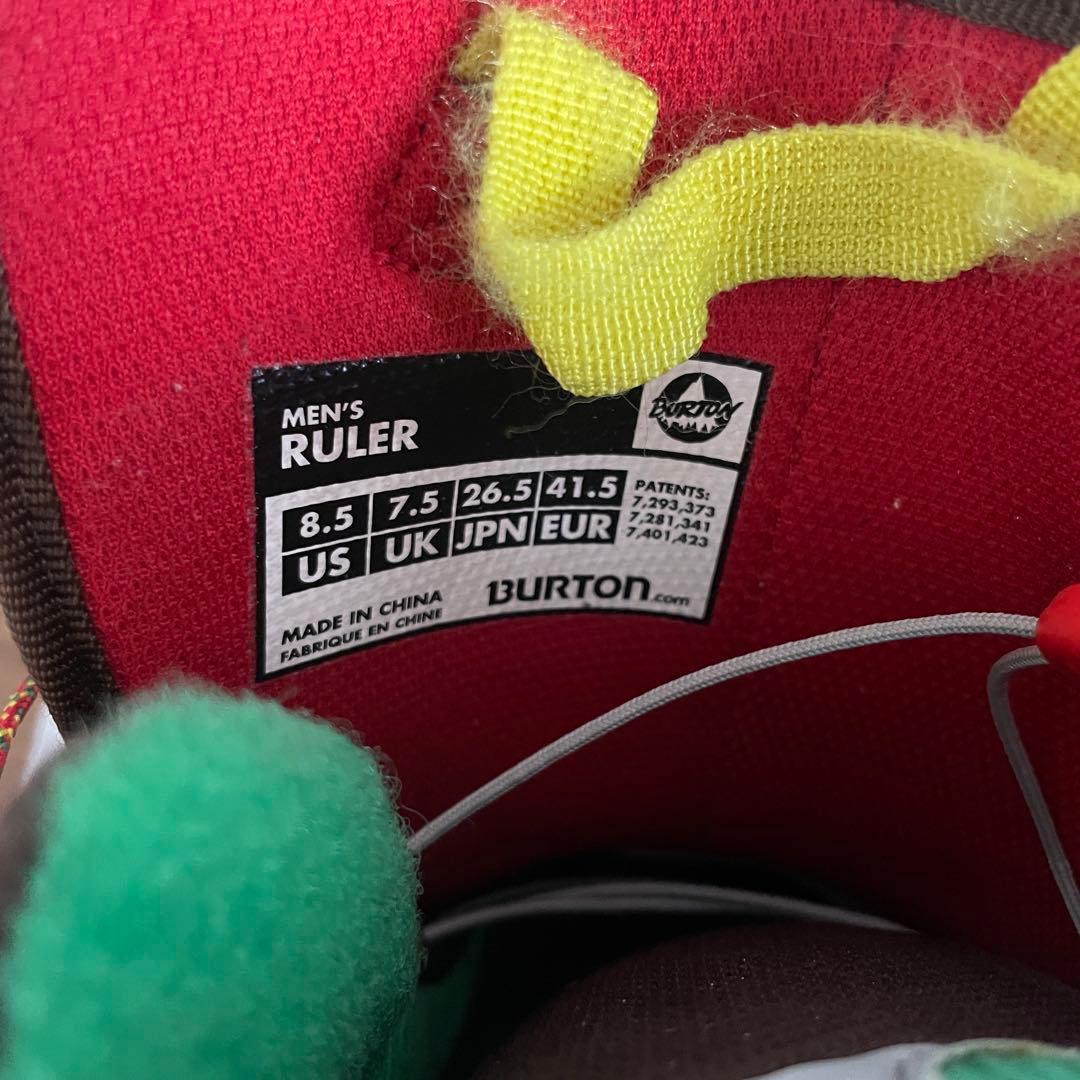 MEN'S
RULER
BURTON
8.5 7.5 26.5 41.5
US UK JPN EUR
PATENTS:
7,293,373
7,281,341
7,401,423
MADE IN CHINA
FABRIQUE EN CHINE
BURTON.com